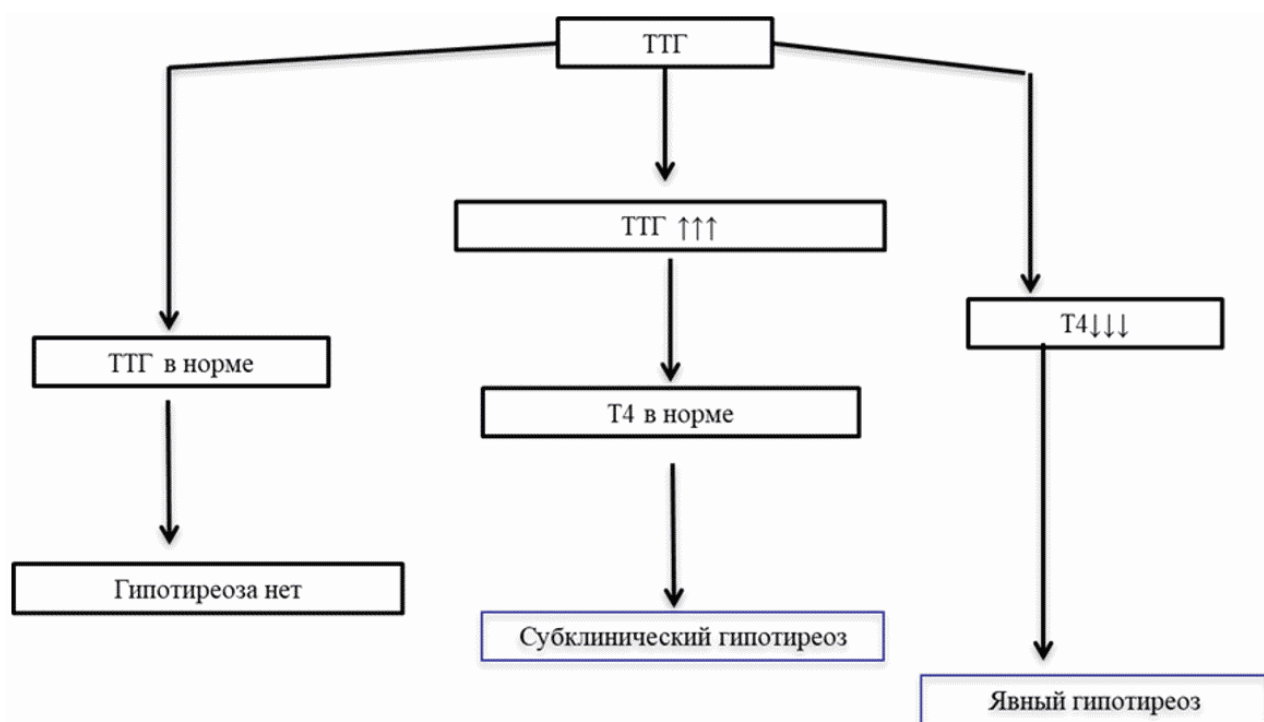 ТТГ
ТТГ ↑↑↑
Т4↓↓↓
ТТГ в норме
Т4 в норме
Гипотиреоза нет
Субклинический гипотиреоз
Явный гипотиреоз